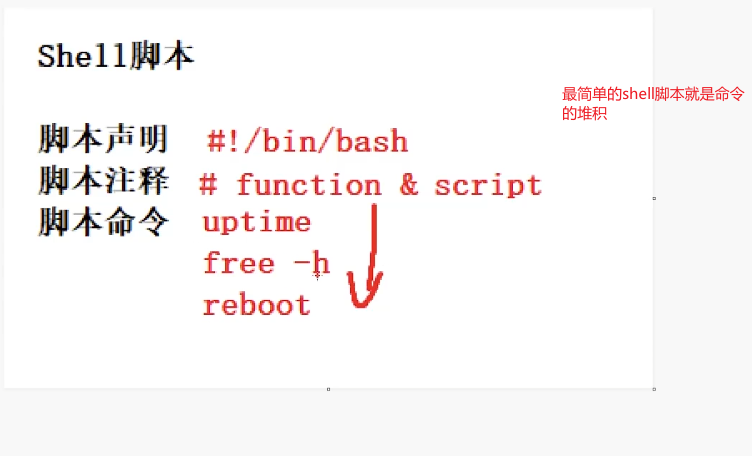 Shell脚本
最简单的shell脚本就是命令
的堆积
脚本声明 #!/bin/bash
脚本注释 # function & script
脚本命令 uptime
free -h
reboot